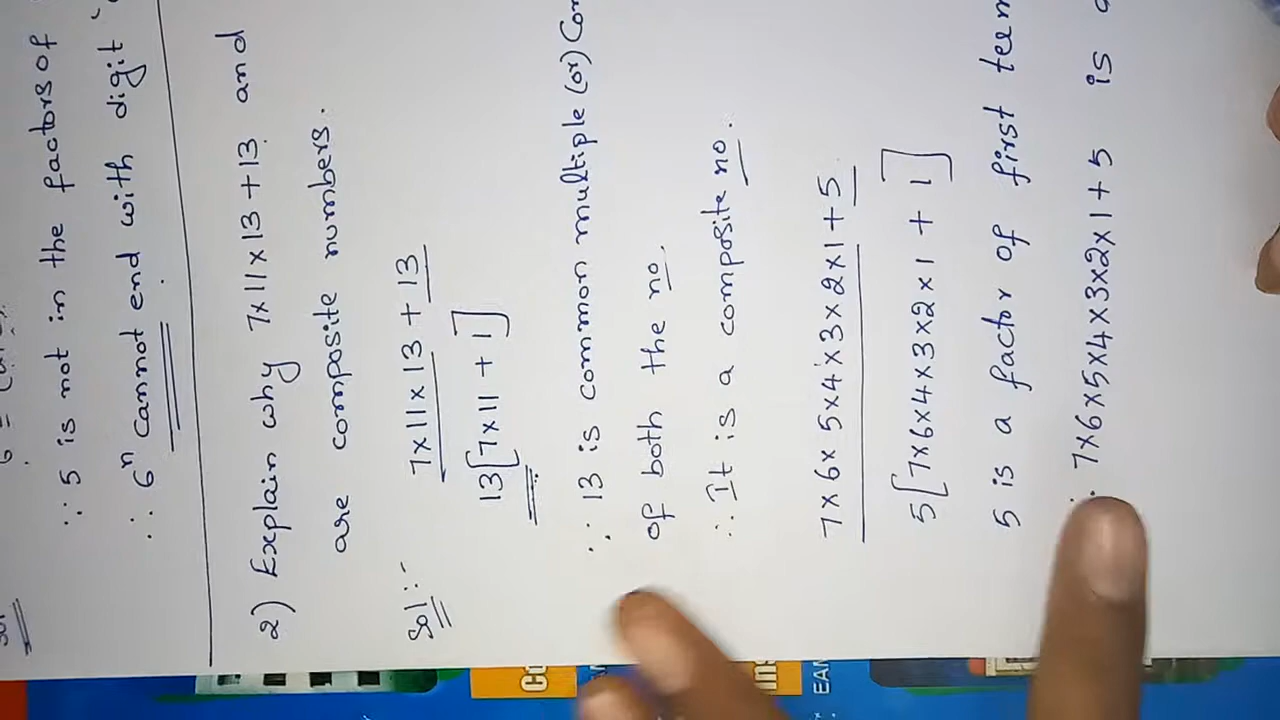 ∵ 5 is not in the factors of
∴ 6ⁿ cannot end with digit
2) Explain why 7×11×13+13 and
are composite numbers.
Sol:- 7×11×13+13
13[7×11+1]
∵ 13 is common multiple (or) Com
of both the no.
∴ It is a composite no.
7×6×5×4×3×2×1+5
5[7×6×4×3×2×1+1]
5 is a factor of first term
∴ 7×6×5×4×3×2×1+5 is a
EAM